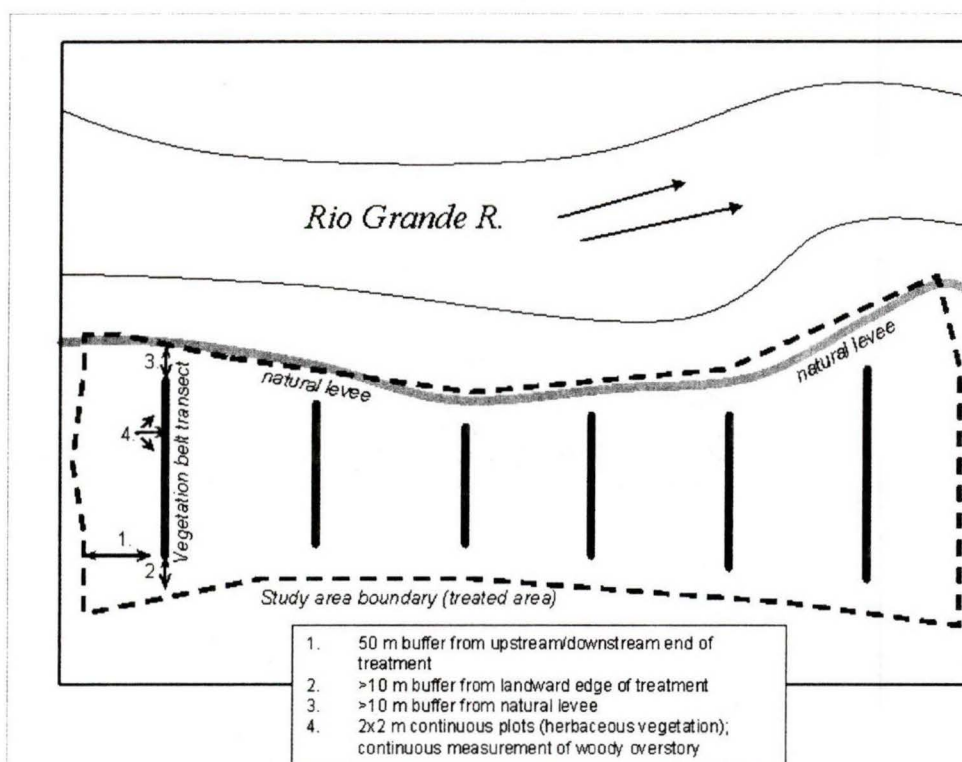 Rio Grande R.
natural levee
natural levee
3.
4.
Vegetation belt transect
1.
2
Study area boundary (treated area)
1. 50 m buffer from upstream/downstream end of
treatment
2. >10 m buffer from landward edge of treatment
3. >10 m buffer from natural levee
4. 2x2 m continuous plots (herbaceous vegetation);
continuous measurement of woody overstory